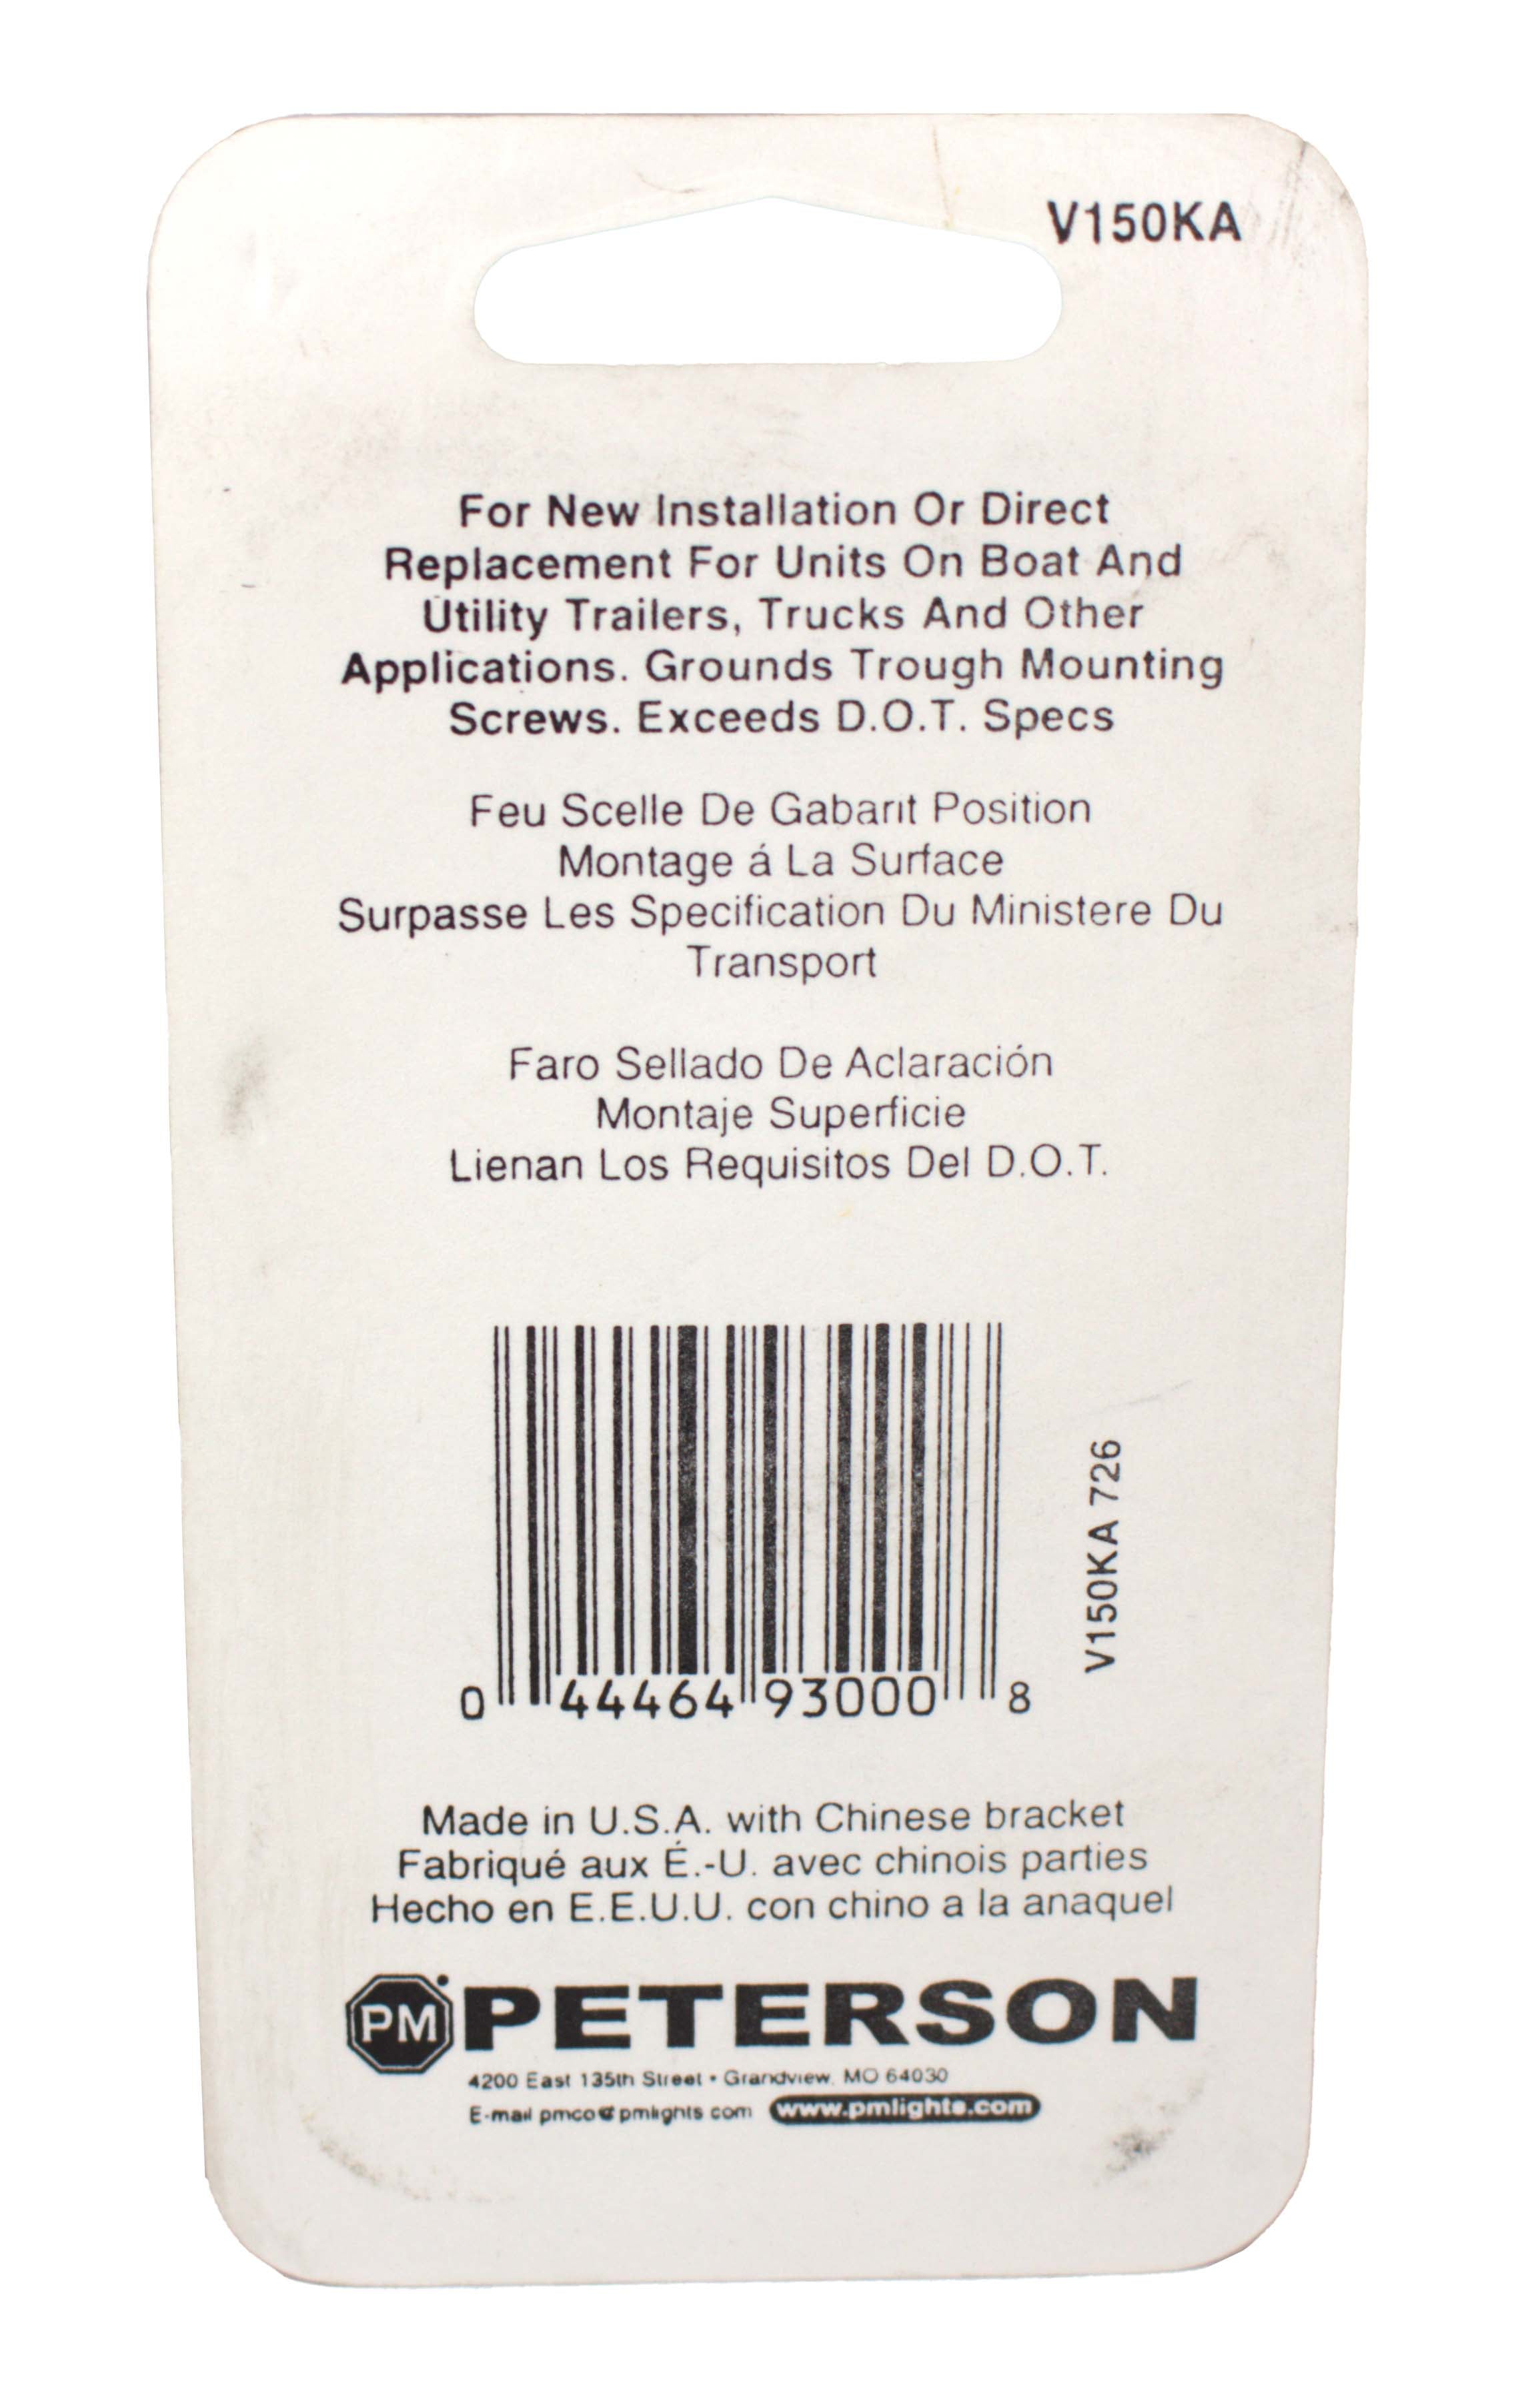 V150KA
For New Installation Or Direct
Replacement For Units On Boat And
Utility Trailers, Trucks And Other
Applications. Grounds Trough Mounting
Screws. Exceeds D.O.T. Specs
Feu Scelle De Gabarit Position
Montage á La Surface
Surpasse Les Specification Du Ministere Du
Transport
Faro Sellado De Aclaración
Montaje Superficie
Lienan Los Requisitos Del D.O.T.
0 44464 93000 8
V150KA 726
Made in U.S.A. with Chinese bracket
Fabriqué aux É.-U. avec chinois parties
Hecho en E.E.U.U. con chino a la anaquel
PM PETERSON
4200 East 135th Street • Grandview, MO 64030
E-mail pmco@pmlights com www.pmlights.com